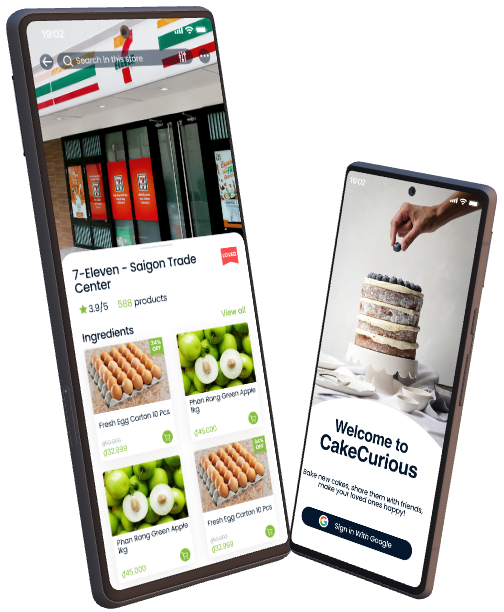 19:02
Search in this store
7-Eleven - Saigon Trade
Center
LOVED
3.9/5 588 products
View all
Ingredients
34%
OFF
Fresh Egg Carton 10 Pcs
₫32.999
Phan Rang Green Apple
1kg
₫45.000
Phan Rang Green Apple
1kg
₫45.000
34%
OFF
Fresh Egg Carton 10 Pcs
₫32.999
19:02
Welcome to
CakeCurious
Bake new cakes, share them with friends,
make your loved ones happy!
Sign In With Google